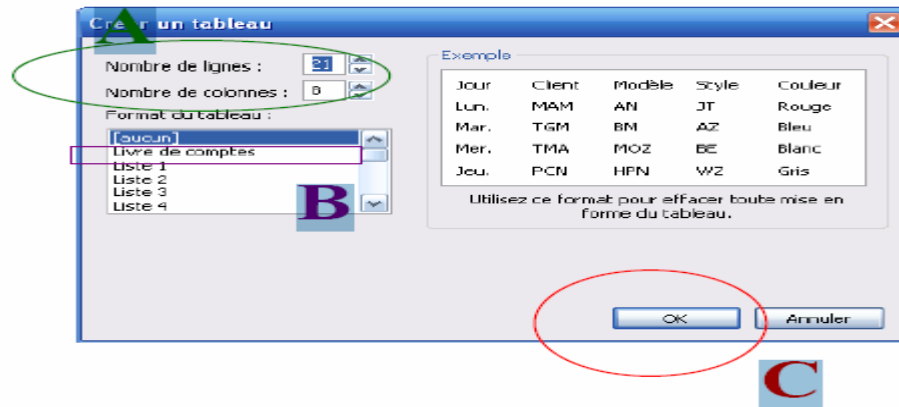 A
Créer un tableau
Nombre de lignes : 21
Nombre de colonnes : 8
Format du tableau :
[aucun]
Livre de comptes
Liste 1
Liste 2
Liste 3
Liste 4
B
Exemple
Jour Client Modèle Style Couleur
Lun. MAM AN JT Rouge
Mar. TGM BM AZ Bleu
Mer. TMA MOZ BE Blanc
Jeu. PCN HPN WZ Gris
Utilisez ce format pour effacer toute mise en
forme du tableau.
OK Annuler
C